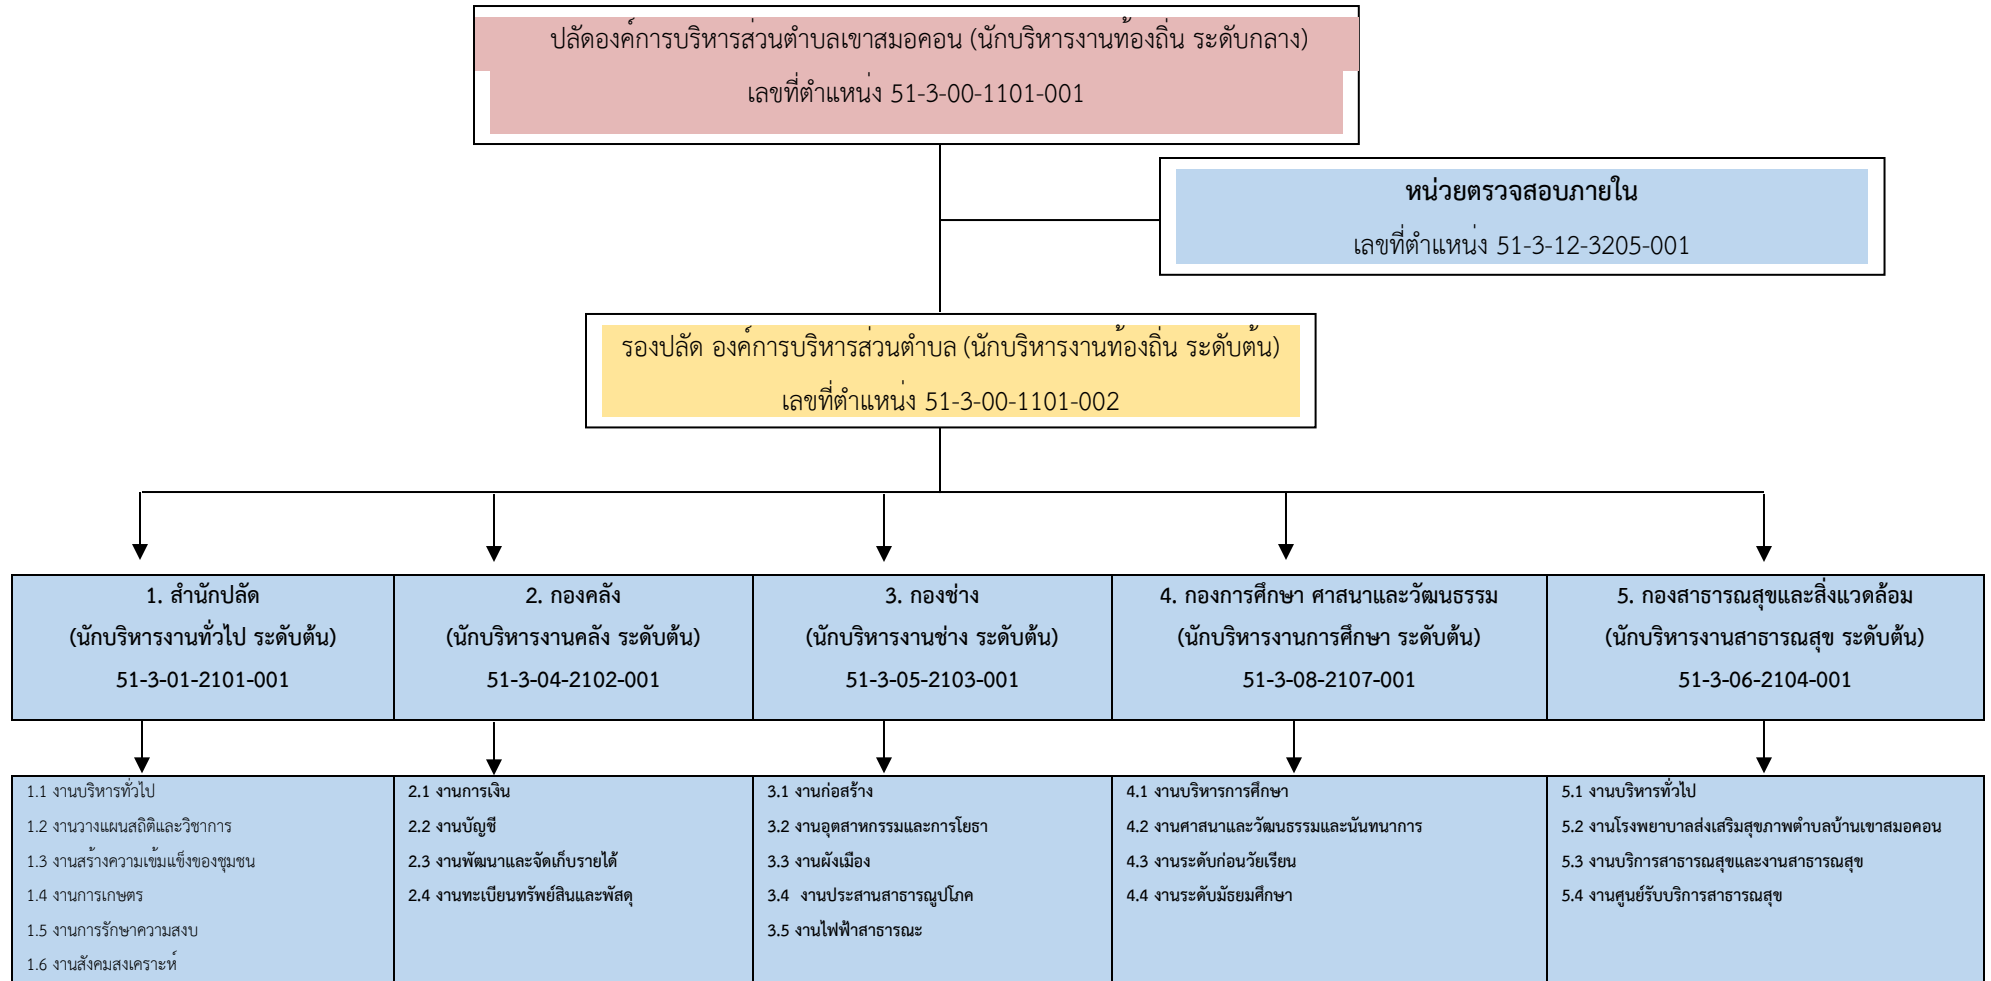 ปลัดองค์การบริหารส่วนตำบลเขาสมอคอน (นักบริหารงานท้องถิ่น ระดับกลาง)
เลขที่ตำแหน่ง 51-3-00-1101-001
หน่วยตรวจสอบภายใน
เลขที่ตำแหน่ง 51-3-12-3205-001
รองปลัด องค์การบริหารส่วนตำบล (นักบริหารงานท้องถิ่น ระดับต้น)
เลขที่ตำแหน่ง 51-3-00-1101-002
1. สำนักปลัด
(นักบริหารงานทั่วไป ระดับต้น)
51-3-01-2101-001
2. กองคลัง
(นักบริหารงานคลัง ระดับต้น)
51-3-04-2102-001
3. กองช่าง
(นักบริหารงานช่าง ระดับต้น)
51-3-05-2103-001
4. กองการศึกษา ศาสนาและวัฒนธรรม
(นักบริหารงานการศึกษา ระดับต้น)
51-3-08-2107-001
5. กองสาธารณสุขและสิ่งแวดล้อม
(นักบริหารงานสาธารณสุข ระดับต้น)
51-3-06-2104-001
1.1 งานบริหารทั่วไป
1.2 งานวางแผนสถิติและวิชาการ
1.3 งานสร้างความเข้มแข็งของชุมชน
1.4 งานการเกษตร
1.5 งานการรักษาความสงบ
1.6 งานสังคมสงเคราะห์
2.1 งานการเงิน
2.2 งานบัญชี
2.3 งานพัฒนาและจัดเก็บรายได้
2.4 งานทะเบียนทรัพย์สินและพัสดุ
3.1 งานก่อสร้าง
3.2 งานอุตสาหกรรมและการโยธา
3.3 งานผังเมือง
3.4 งานประสานสาธารณูปโภค
3.5 งานไฟฟ้าสาธารณะ
4.1 งานบริหารการศึกษา
4.2 งานศาสนาและวัฒนธรรมและนันทนาการ
4.3 งานระดับก่อนวัยเรียน
4.4 งานระดับมัธยมศึกษา
5.1 งานบริหารทั่วไป
5.2 งานโรงพยาบาลส่งเสริมสุขภาพตำบลบ้านเขาสมอคอน
5.3 งานบริการสาธารณสุขและงานสาธารณสุข
5.4 งานศูนย์รับบริการสาธารณสุข